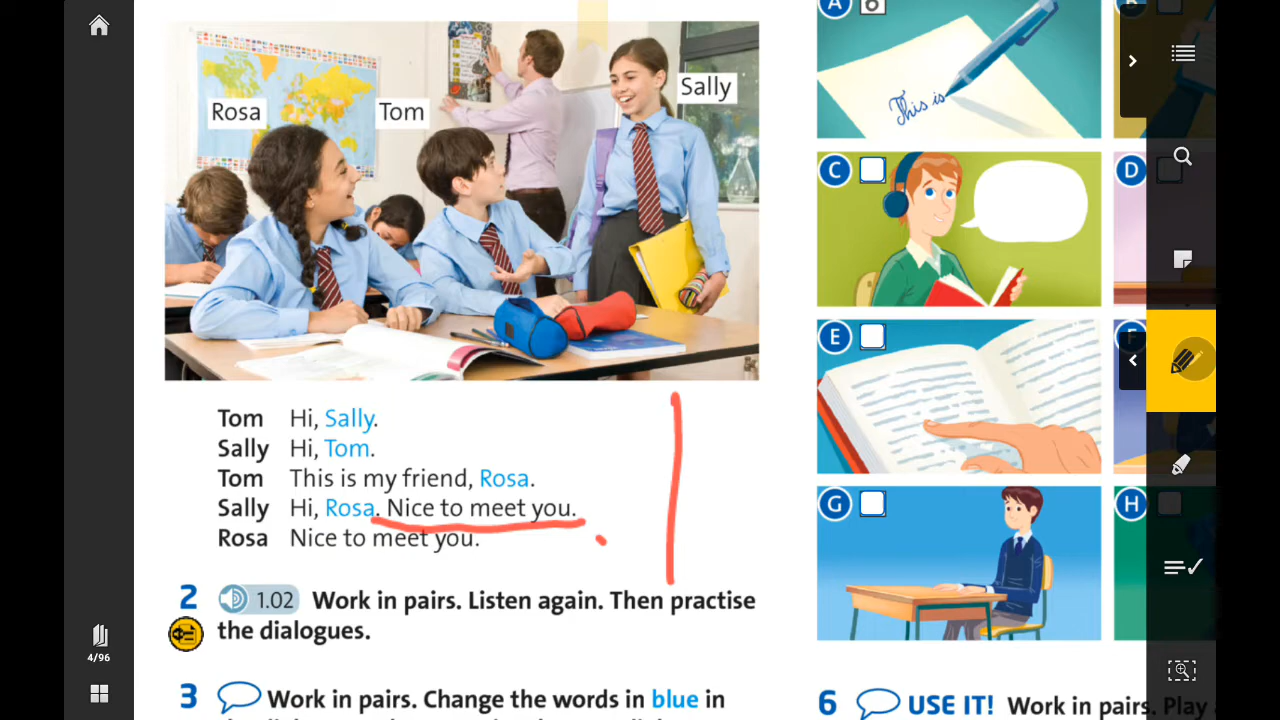 Rosa
Tom
Sally
Tom Hi, Sally.
Sally Hi, Tom.
Tom This is my friend, Rosa.
Sally Hi, Rosa. Nice to meet you.
Rosa Nice to meet you.
2 1.02 Work in pairs. Listen again. Then practise
the dialogues.
3 Work in pairs. Change the words in blue in
A
This is
C
D
E
F
G
H
6 USE IT! Work in pairs. Play
4/96